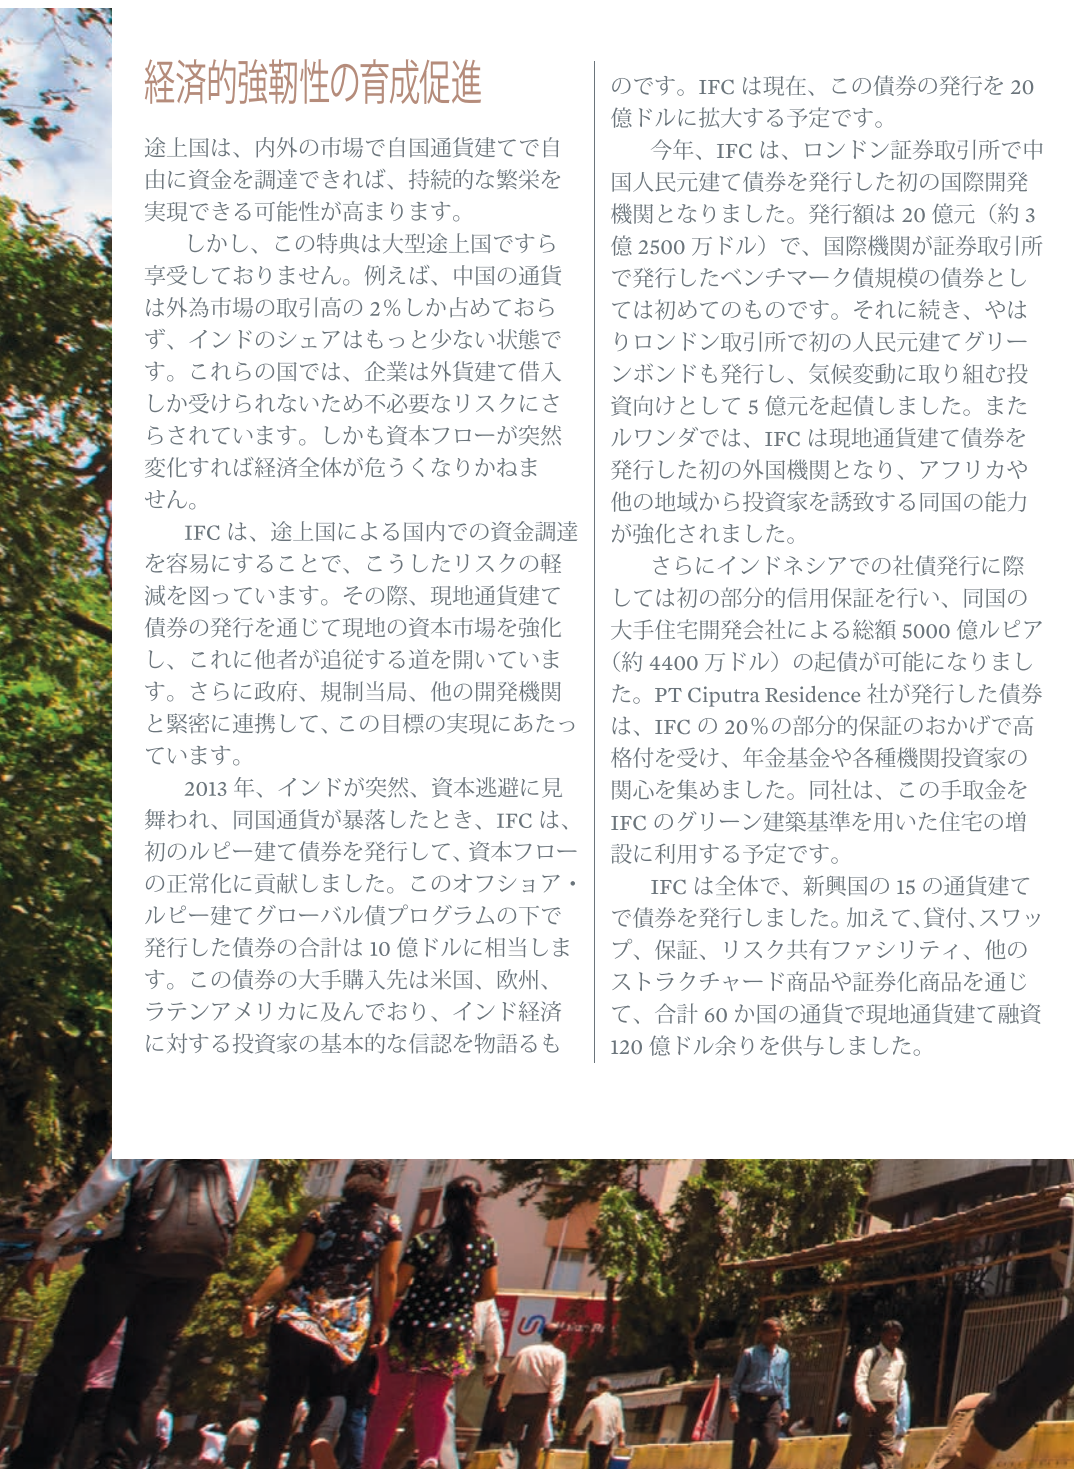 経済的強靭性の育成促進
途上国は、内外の市場で自国通貨建てで自
由に資金を調達できれば、持続的な繁栄を
実現できる可能性が高まります。
しかし、この特典は大型途上国ですら
享受しておりません。例えば、中国の通貨
は外為市場の取引高の 2％しか占めておら
ず、インドのシェアはもっと少ない状態で
す。これらの国では、企業は外貨建て借入
しか受けられないため不必要なリスクにさ
らされています。しかも資本フローが突然
変化すれば経済全体が危うくなりかねま
せん。
IFC は、途上国による国内での資金調達
を容易にすることで、こうしたリスクの軽
減を図っています。その際、現地通貨建て
債券の発行を通じて現地の資本市場を強化
し、これに他者が追従する道を開いていま
す。さらに政府、規制当局、他の開発機関
と緊密に連携して、この目標の実現にあたっ
ています。
2013 年、インドが突然、資本逃避に見
舞われ、同国通貨が暴落したとき、IFC は、
初のルピー建て債券を発行して、資本フロー
の正常化に貢献しました。このオフショア・
ルピー建てグローバル債プログラムの下で
発行した債券の合計は 10 億ドルに相当しま
す。この債券の大手購入先は米国、欧州、
ラテンアメリカに及んでおり、インド経済
に対する投資家の基本的な信認を物語るも
のです。IFC は現在、この債券の発行を 20
億ドルに拡大する予定です。
今年、IFC は、ロンドン証券取引所で中
国人民元建て債券を発行した初の国際開発
機関となりました。発行額は 20 億元（約 3
億 2500 万ドル）で、国際機関が証券取引所
で発行したベンチマーク債規模の債券とし
ては初めてのものです。それに続き、やは
りロンドン取引所で初の人民元建てグリー
ンボンドも発行し、気候変動に取り組む投
資向けとして 5 億元を起債しました。また
ルワンダでは、IFC は現地通貨建て債券を
発行した初の外国機関となり、アフリカや
他の地域から投資家を誘致する同国の能力
が強化されました。
さらにインドネシアでの社債発行に際
しては初の部分的信用保証を行い、同国の
大手住宅開発会社による総額 5000 億ルピア
（約 4400 万ドル）の起債が可能になりまし
た。PT Ciputra Residence 社が発行した債券
は、IFC の 20％の部分的保証のおかげで高
格付を受け、年金基金や各種機関投資家の
関心を集めました。同社は、この手取金を
IFC のグリーン建築基準を用いた住宅の増
設に利用する予定です。
IFC は全体で、新興国の 15 の通貨建て
で債券を発行しました。加えて、貸付、スワッ
プ、保証、リスク共有ファシリティ、他の
ストラクチャード商品や証券化商品を通じ
て、合計 60 か国の通貨で現地通貨建て融資
120 億ドル余りを供与しました。